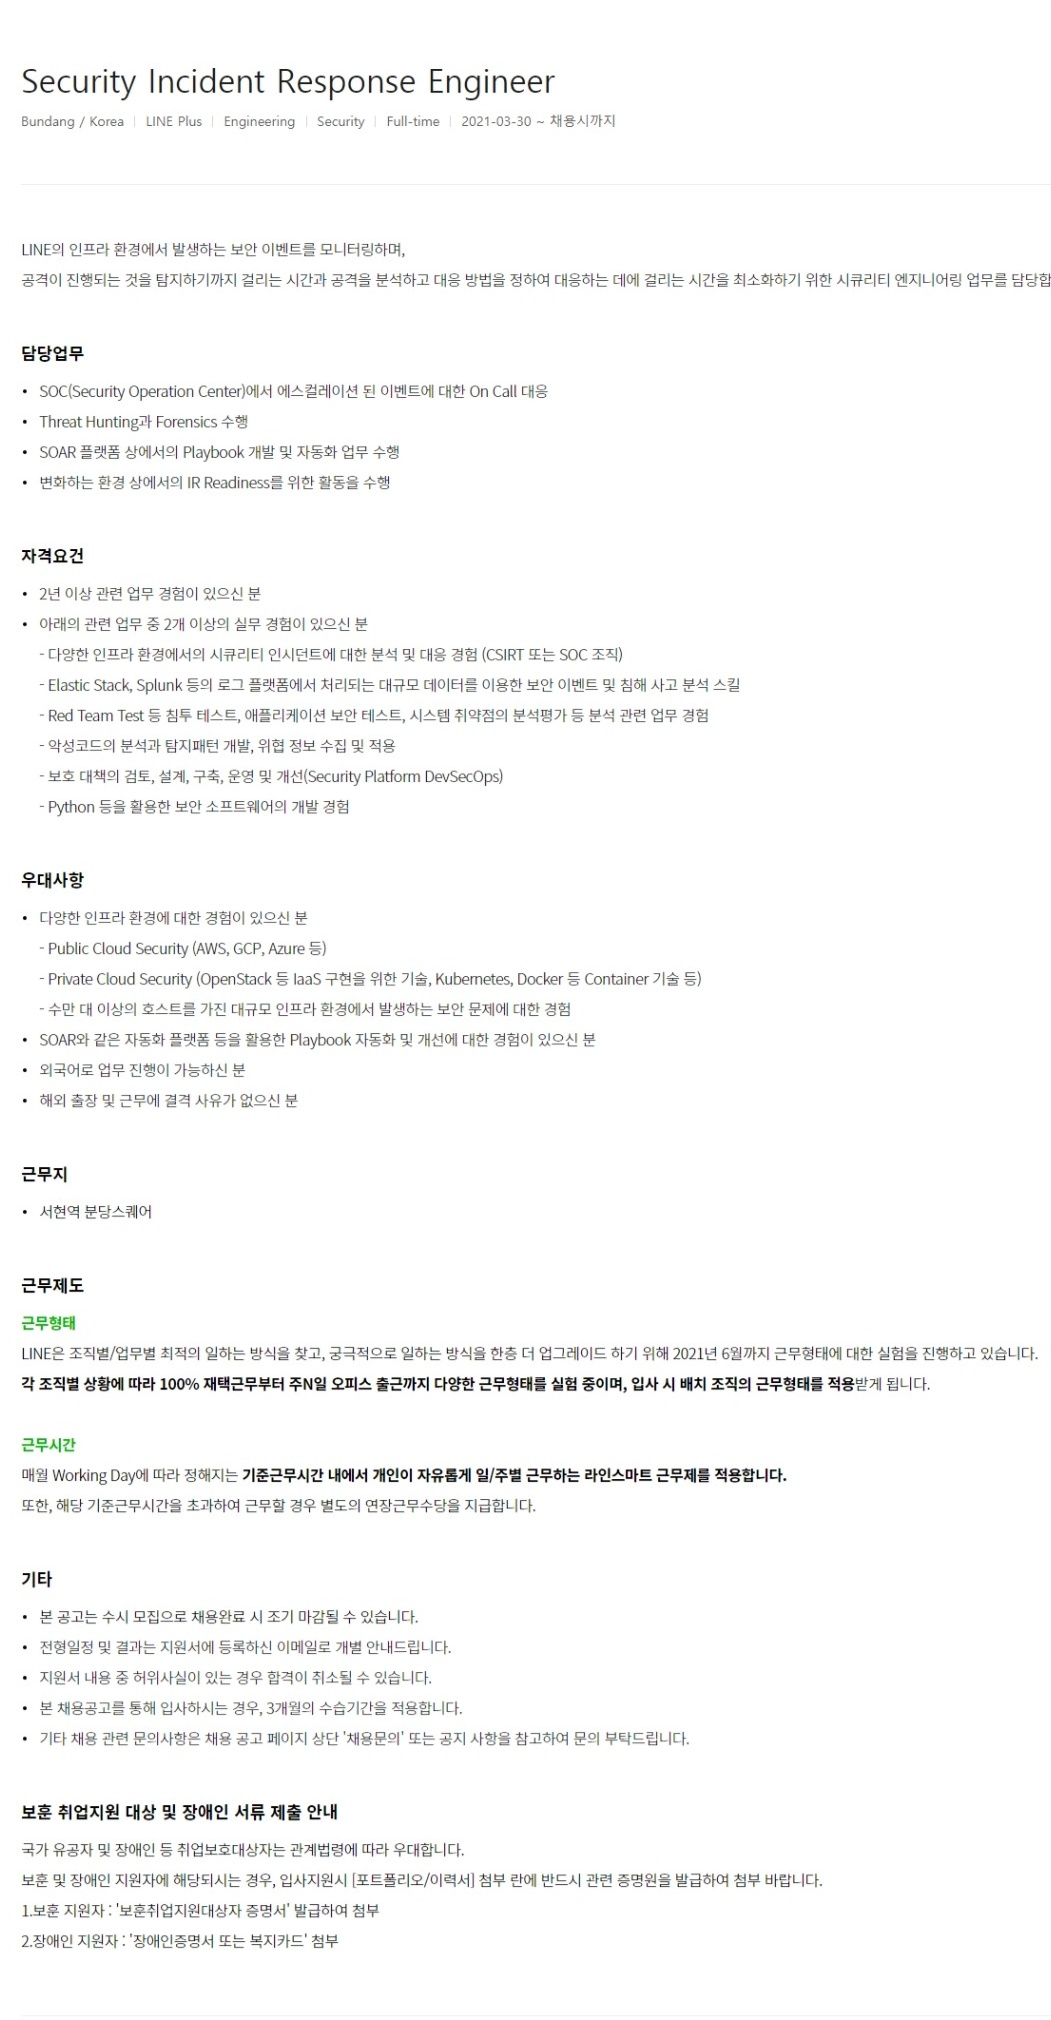 Security Incident Response Engineer
Bundang / Korea | LINE Plus | Engineering | Security | Full-time | 2021-03-30 ~ 채용시까지
LINE의 인프라 환경에서 발생하는 보안 이벤트를 모니터링하며,
공격이 진행되는 것을 탐지하기까지 걸리는 시간과 공격을 분석하고 대응 방법을 정하여 대응하는 데에 걸리는 시간을 최소화하기 위한 시큐리티 엔지니어링 업무를 담당합
담당업무
• SOC(Security Operation Center)에서 에스컬레이션 된 이벤트에 대한 On Call 대응
• Threat Hunting과 Forensics 수행
• SOAR 플랫폼 상에서의 Playbook 개발 및 자동화 업무 수행
• 변화하는 환경 상에서의 IR Readiness를 위한 활동을 수행
자격요건
• 2년 이상 관련 업무 경험이 있으신 분
• 아래의 관련 업무 중 2개 이상의 실무 경험이 있으신 분
- 다양한 인프라 환경에서의 시큐리티 인시던트에 대한 분석 및 대응 경험 (CSIRT 또는 SOC 조직)
- Elastic Stack, Splunk 등의 로그 플랫폼에서 처리되는 대규모 데이터를 이용한 보안 이벤트 및 침해 사고 분석 스킬
- Red Team Test 등 침투 테스트, 애플리케이션 보안 테스트, 시스템 취약점의 분석평가 등 분석 관련 업무 경험
- 악성코드의 분석과 탐지패턴 개발, 위협 정보 수집 및 적용
- 보호 대책의 검토, 설계, 구축, 운영 및 개선(Security Platform DevSecOps)
- Python 등을 활용한 보안 소프트웨어의 개발 경험
우대사항
• 다양한 인프라 환경에 대한 경험이 있으신 분
- Public Cloud Security (AWS, GCP, Azure 등)
- Private Cloud Security (OpenStack 등 IaaS 구현을 위한 기술, Kubernetes, Docker 등 Container 기술 등)
- 수만 대 이상의 호스트를 가진 대규모 인프라 환경에서 발생하는 보안 문제에 대한 경험
• SOAR와 같은 자동화 플랫폼 등을 활용한 Playbook 자동화 및 개선에 대한 경험이 있으신 분
• 외국어로 업무 진행이 가능하신 분
• 해외 출장 및 근무에 결격 사유가 없으신 분
근무지
• 서현역 분당스퀘어
근무제도
근무형태
LINE은 조직별/업무별 최적의 일하는 방식을 찾고, 궁극적으로 일하는 방식을 한층 더 업그레이드 하기 위해 2021년 6월까지 근무형태에 대한 실험을 진행하고 있습니다.
각 조직별 상황에 따라 100% 재택근무부터 주N일 오피스 출근까지 다양한 근무형태를 실험 중이며, 입사 시 배치 조직의 근무형태를 적용받게 됩니다.
근무시간
매월 Working Day에 따라 정해지는 기준근무시간 내에서 개인이 자유롭게 일/주별 근무하는 라인스마트 근무제를 적용합니다.
또한, 해당 기준근무시간을 초과하여 근무할 경우 별도의 연장근무수당을 지급합니다.
기타
• 본 공고는 수시 모집으로 채용완료 시 조기 마감될 수 있습니다.
• 전형일정 및 결과는 지원서에 등록하신 이메일로 개별 안내드립니다.
• 지원서 내용 중 허위사실이 있는 경우 합격이 취소될 수 있습니다.
• 본 채용공고를 통해 입사하시는 경우, 3개월의 수습기간을 적용합니다.
• 기타 채용 관련 문의사항은 채용 공고 페이지 상단 '채용문의' 또는 공지 사항을 참고하여 문의 부탁드립니다.
보훈 취업지원 대상 및 장애인 서류 제출 안내
국가 유공자 및 장애인 등 취업보호대상자는 관계법령에 따라 우대합니다.
보훈 및 장애인 지원자에 해당되시는 경우, 입사지원시 [포트폴리오/이력서] 첨부 란에 반드시 관련 증명원을 발급하여 첨부 바랍니다.
1.보훈 지원자 : '보훈취업지원대상자 증명서' 발급하여 첨부
2.장애인 지원자 : '장애인증명서 또는 복지카드' 첨부